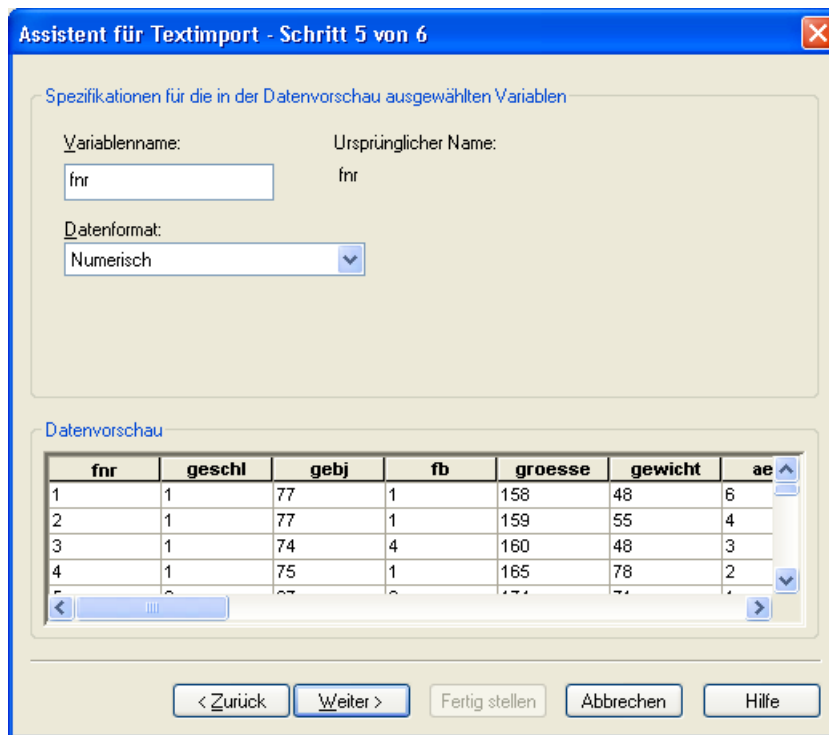 Assistent für Textimport - Schritt 5 von 6
Spezifikationen für die in der Datenvorschau ausgewählten Variablen
Variablenname: Ursprünglicher Name:
fnr fnr
Datenformat:
Numerisch
Datenvorschau
fnr geschl gebj fb groesse gewicht ae
1 1 77 1 158 48 6
2 1 77 1 159 55 4
3 1 74 4 160 48 3
4 1 75 1 165 78 2
< Zurück Weiter > Fertig stellen Abbrechen Hilfe